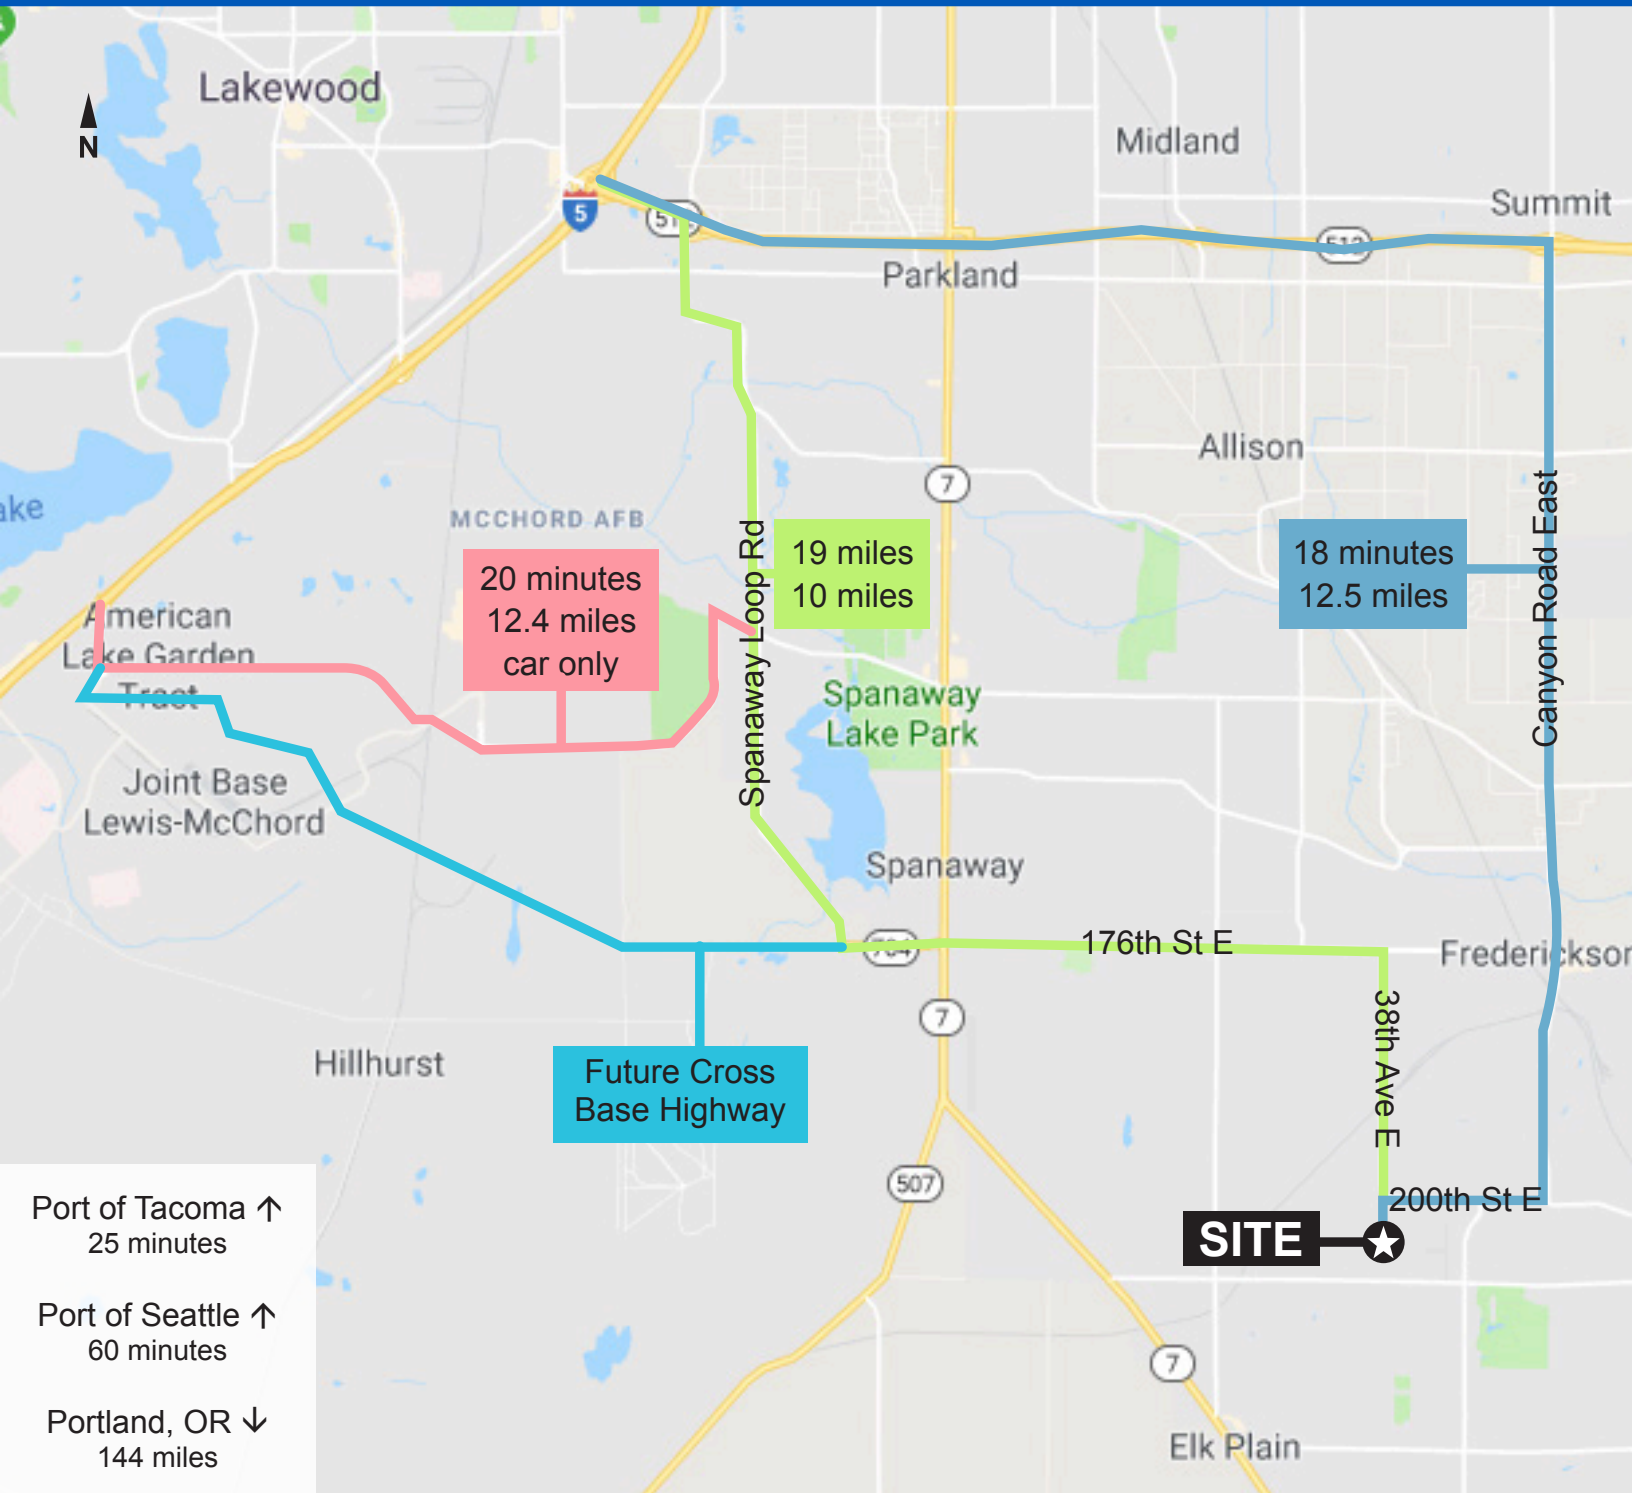 Lakewood
N
Midland
Summit
5
512
512
Parkland
Allison
7
MCCHORD AFB
20 minutes
12.4 miles
car only
Spanaway Loop Rd
19 miles
10 miles
18 minutes
12.5 miles
Canyon Road East
American
Lake Garden
Tract
Spanaway
Lake Park
Joint Base
Lewis-McChord
Spanaway
704
176th St E
Frederickson
7
38th Ave E
Hillhurst
Future Cross
Base Highway
507
200th St E
SITE
Port of Tacoma ↑
25 minutes
Port of Seattle ↑
60 minutes
Portland, OR ↓
144 miles
7
Elk Plain